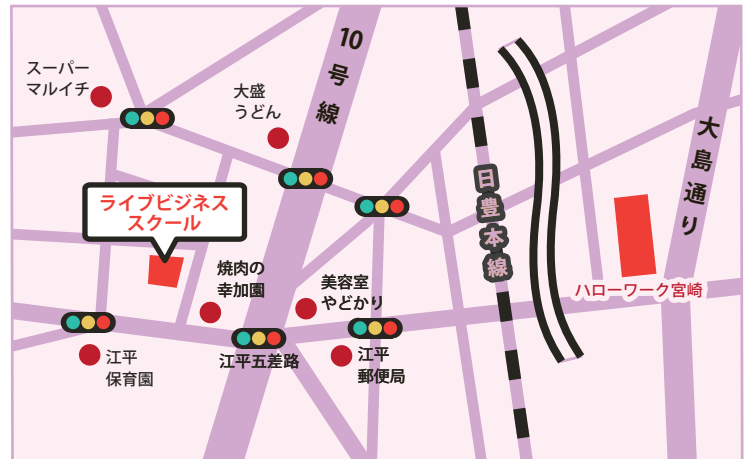 スーパー
マルイチ
大盛
うどん
10号線
大島通り
日豊本線
ライブビジネス
スクール
焼肉の
幸加園
美容室
やどかり
ハローワーク宮崎
江平五差路
江平
郵便局
江平
保育園